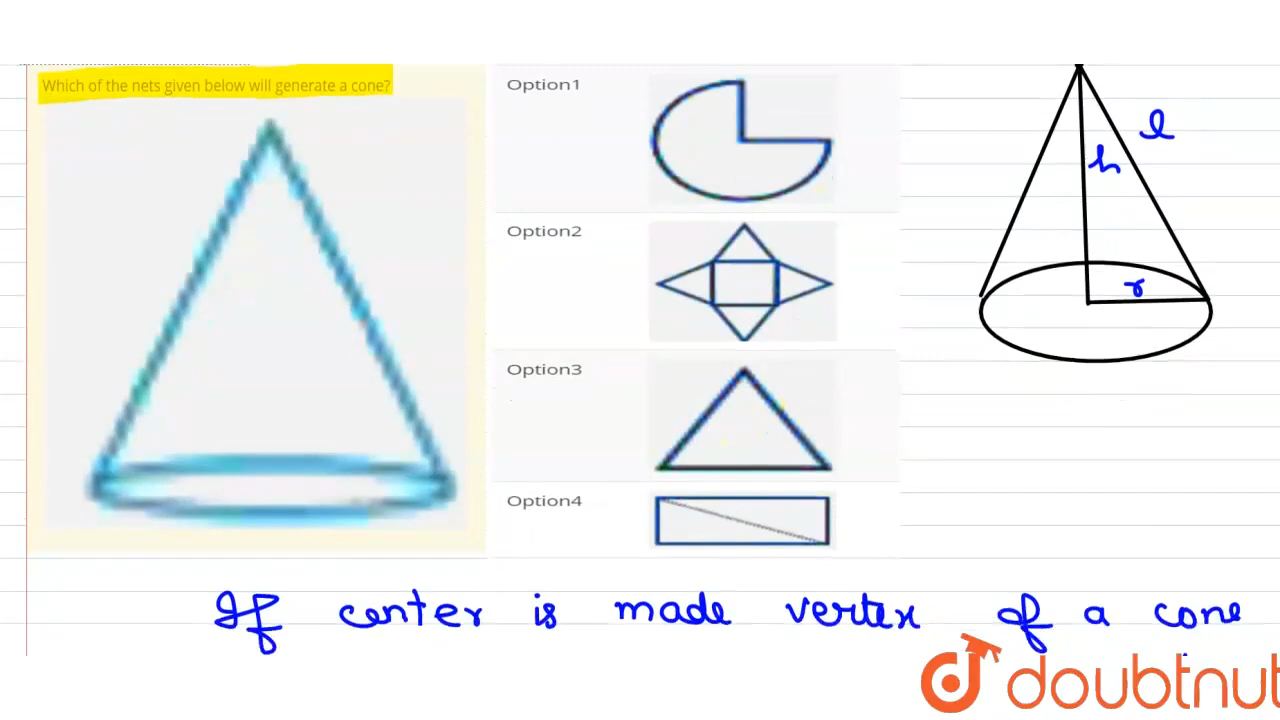 Which of the nets given below will generate a cone?
Option1
Option2
Option3
Option4
l
h
r
If center is made vertex of a cone
doubtnut